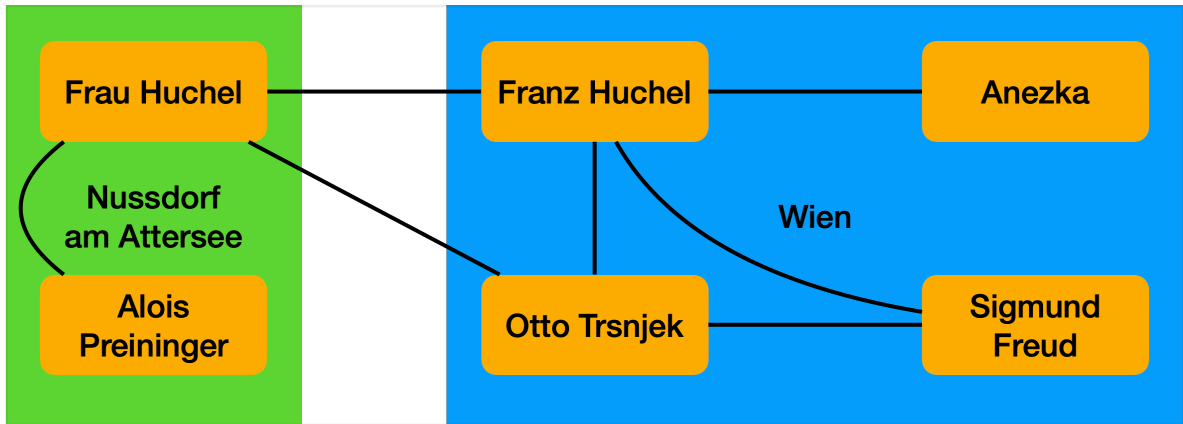 Frau Huchel
Franz Huchel
Anezka
Nussdorf
am Attersee
Wien
Alois
Preininger
Otto Trsnjek
Sigmund
Freud